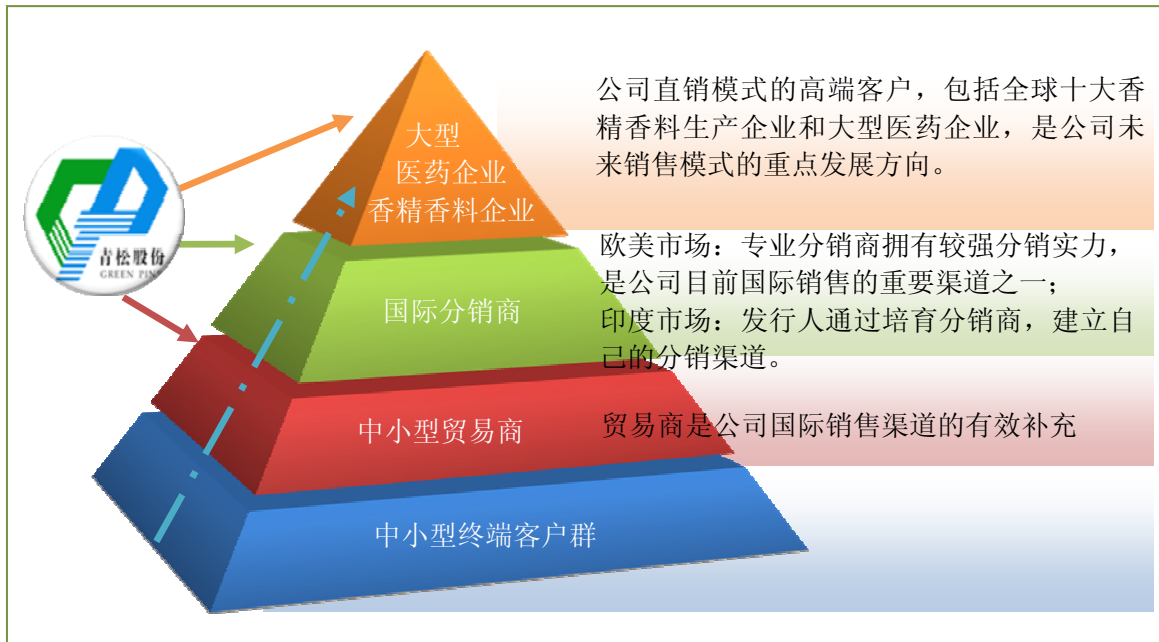 公司直销模式的高端客户，包括全球十大香
精香料生产企业和大型医药企业，是公司未
来销售模式的重点发展方向。
大型
医药企业
香精香料企业
青松股份
GREEN PINE
欧美市场：专业分销商拥有较强分销实力，
是公司目前国际销售的重要渠道之一；
印度市场：发行人通过培育分销商，建立自
己的分销渠道。
国际分销商
中小型贸易商
贸易商是公司国际销售渠道的有效补充
中小型终端客户群